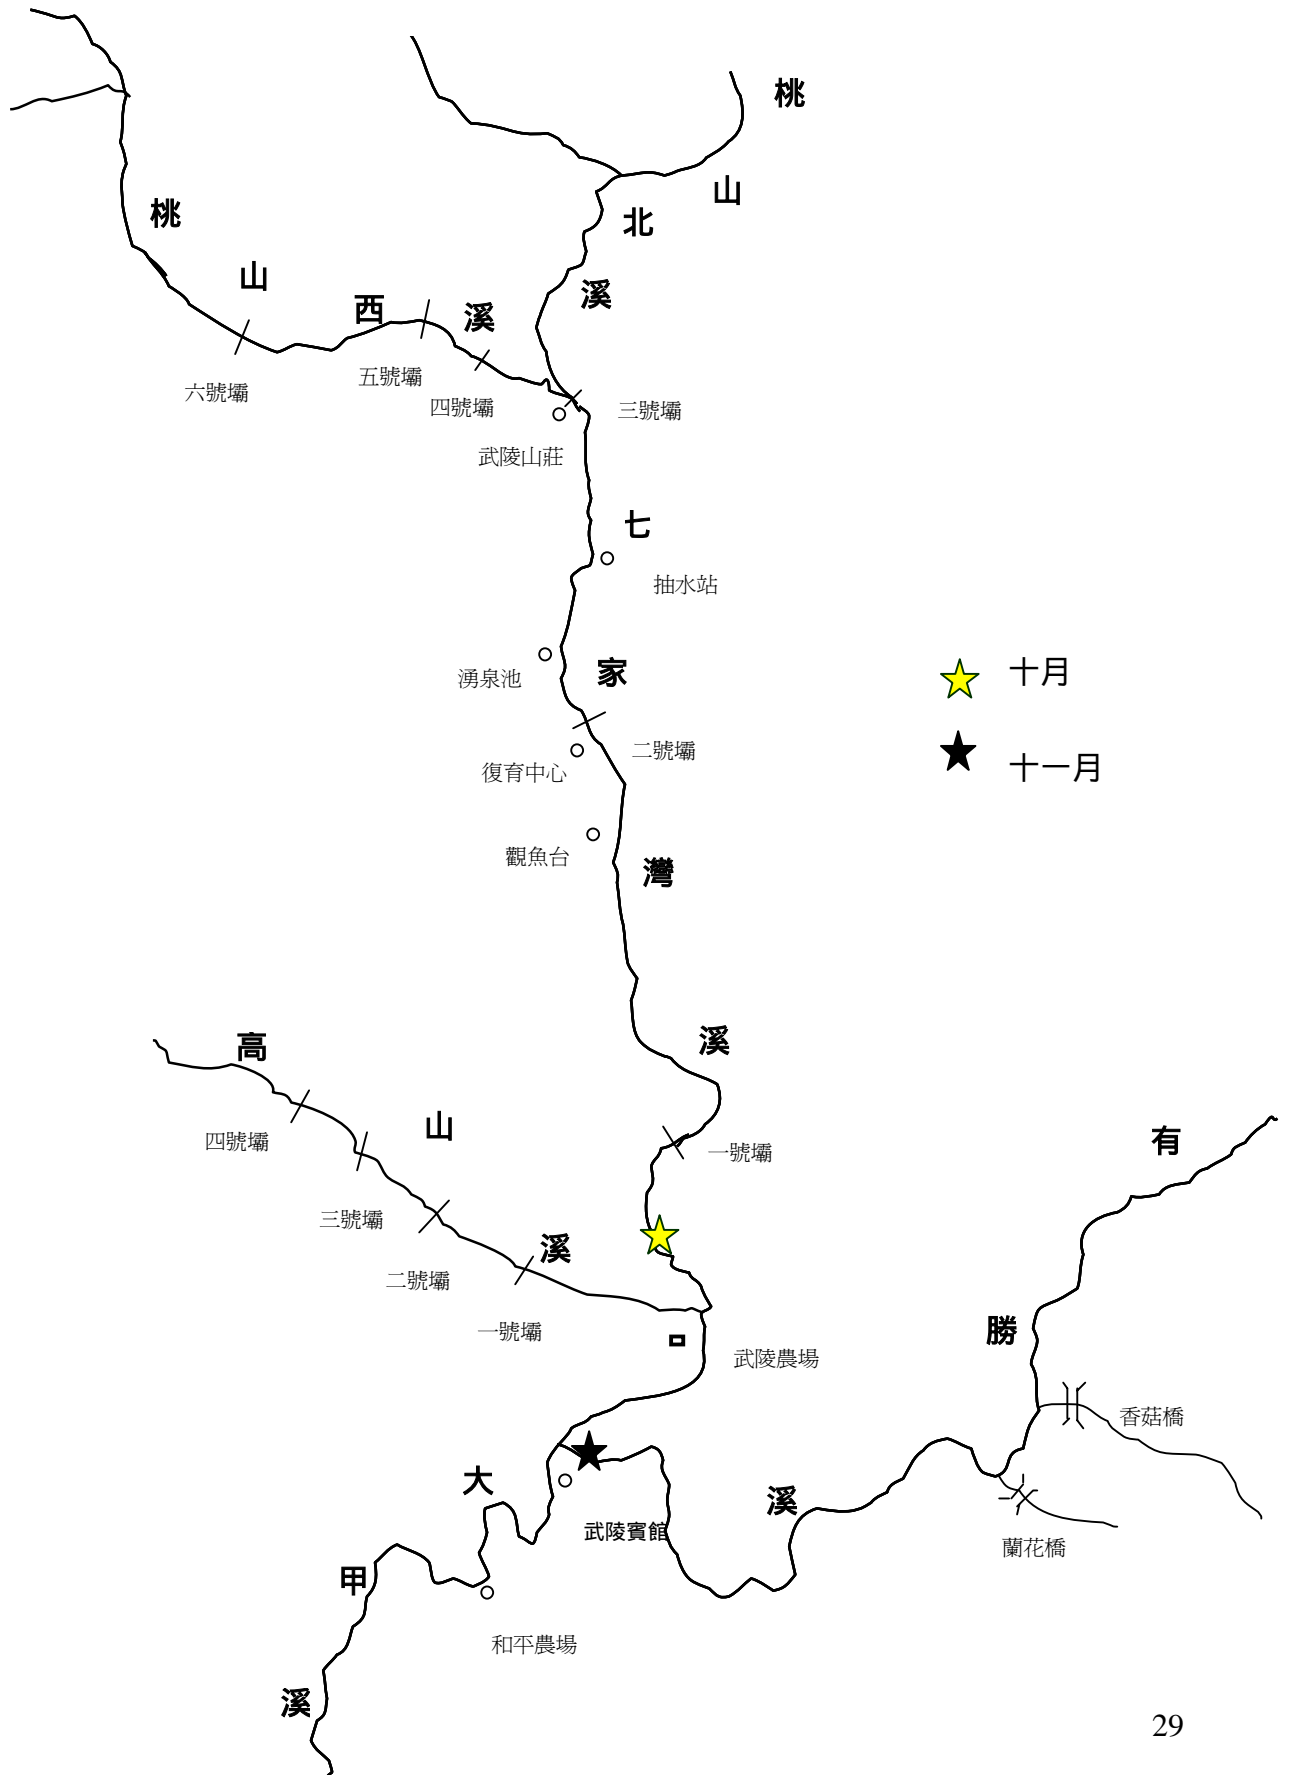 桃山北溪
桃山西溪
六號壩
五號壩
四號壩
三號壩
武陵山莊
七家灣溪
抽水站
湧泉池
二號壩
復育中心
觀魚台
十月
十一月
高山溪
四號壩
三號壩
二號壩
一號壩
一號壩
武陵農場
有勝溪
香菇橋
蘭花橋
武陵賓館
大甲溪
和平農場
29